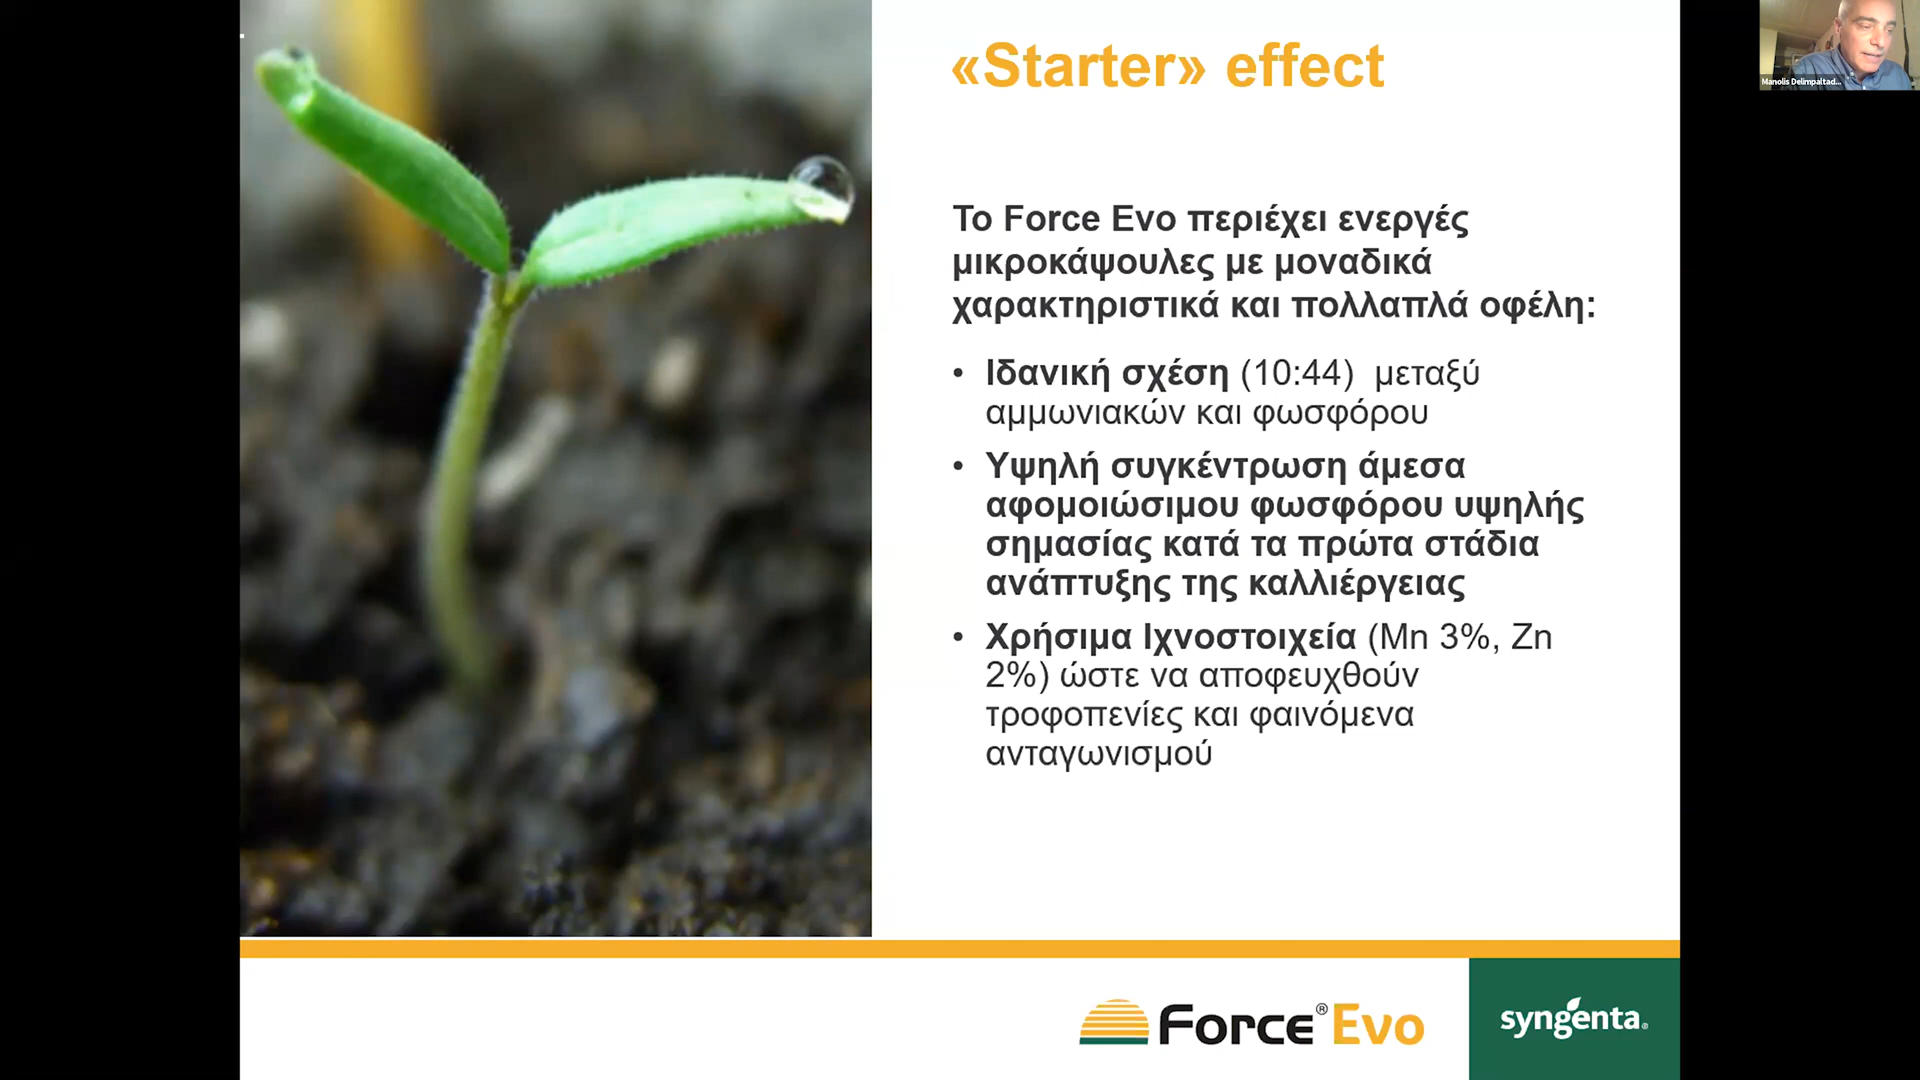 «Starter» effect
Manolis Delimpaltad...
Το Force Evo περιέχει ενεργές
μικροκάψουλες με μοναδικά
χαρακτηριστικά και πολλαπλά οφέλη:
• Ιδανική σχέση (10:44) μεταξύ
αμμωνιακών και φωσφόρου
• Υψηλή συγκέντρωση άμεσα
αφομοιώσιμου φωσφόρου υψηλής
σημασίας κατά τα πρώτα στάδια
ανάπτυξης της καλλιέργειας
• Χρήσιμα Ιχνοστοιχεία (Mn 3%, Zn
2%) ώστε να αποφευχθούν
τροφοπενίες και φαινόμενα
ανταγωνισμού
Force® Evo
syngenta®